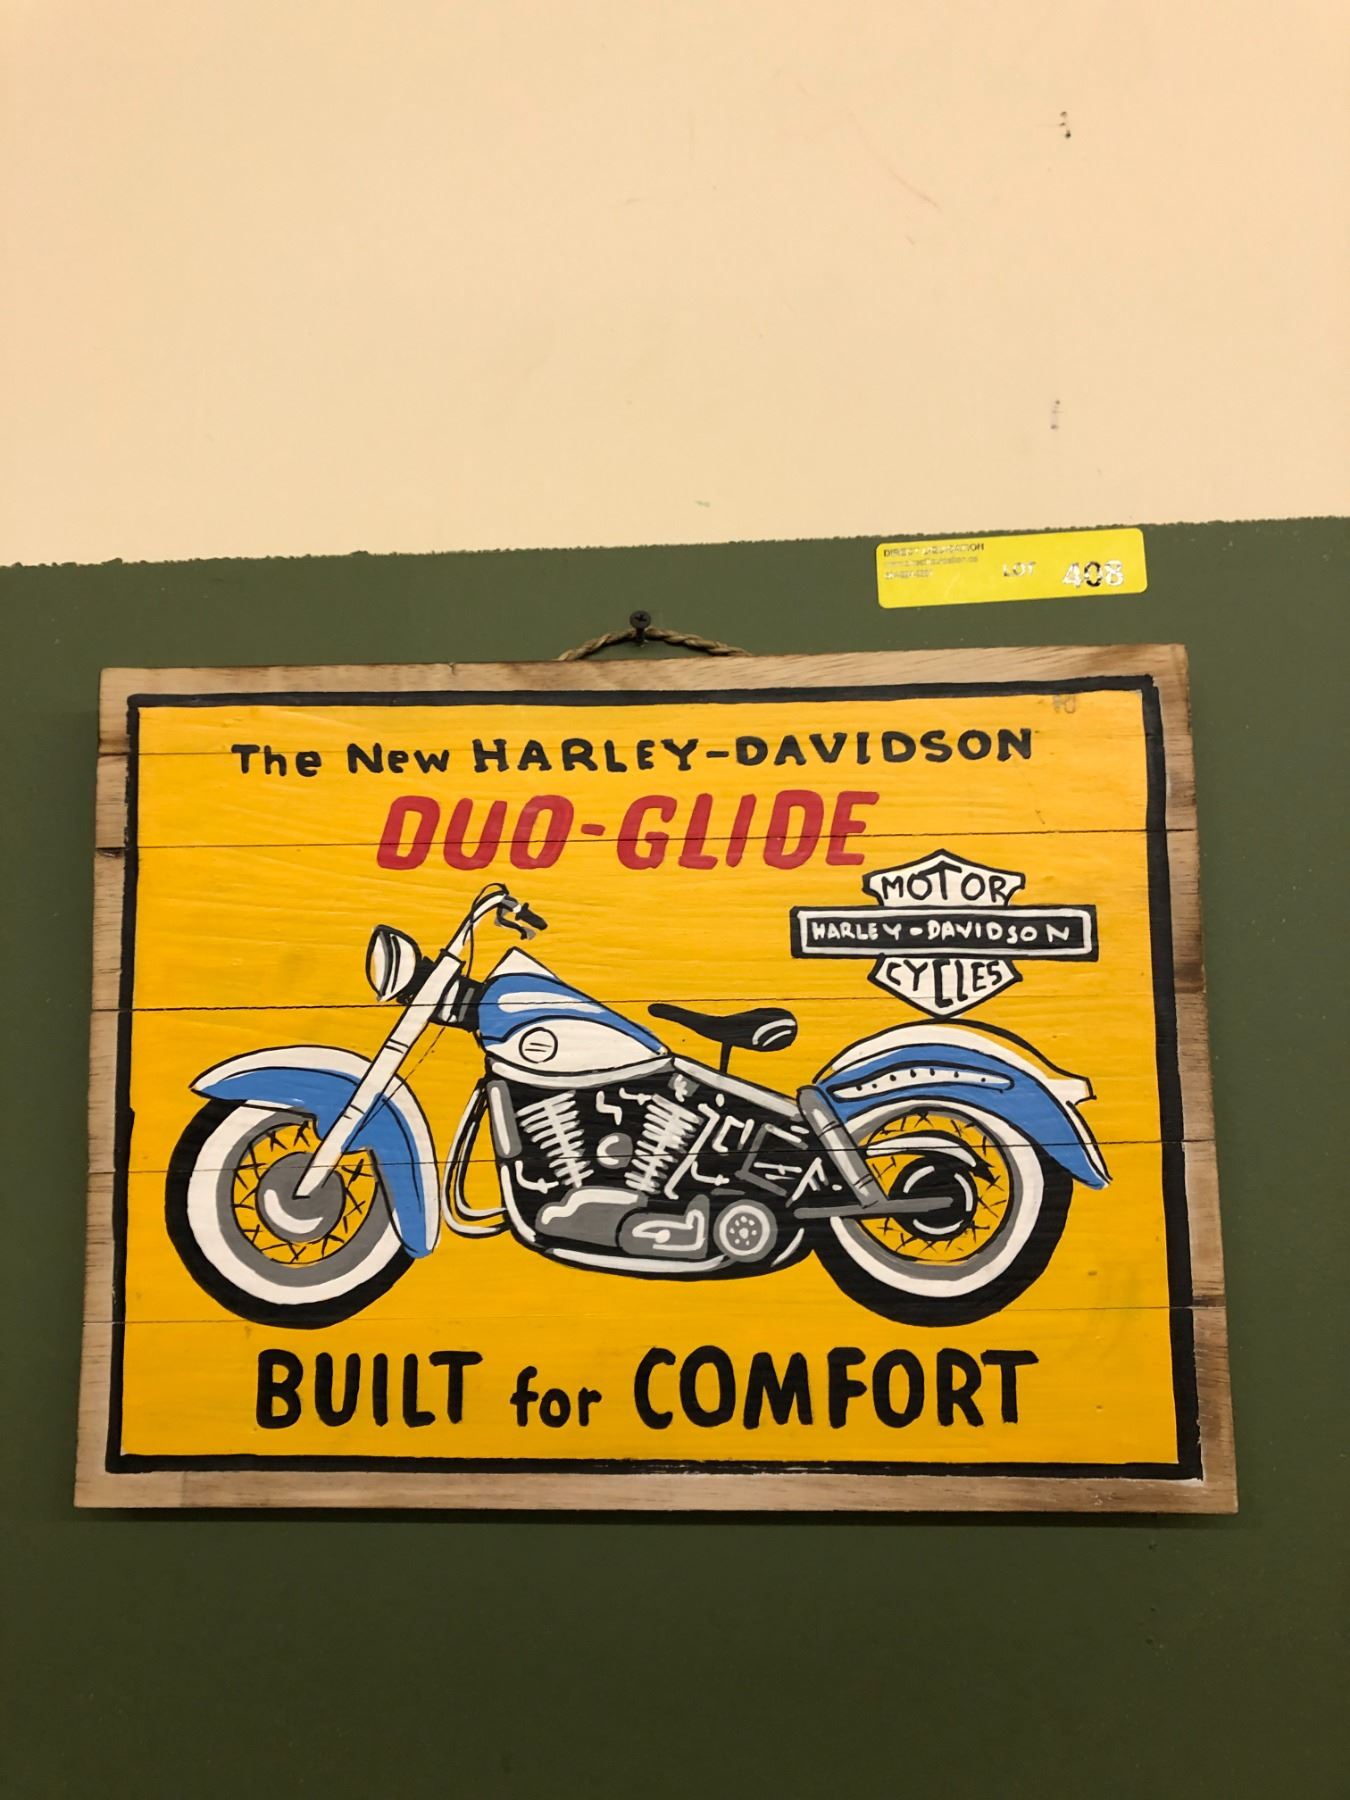 LOT 408
The New HARLEY-DAVIDSON
DUO-GLIDE
MOTOR
HARLEY-DAVIDSON
CYCLES
BUILT for COMFORT